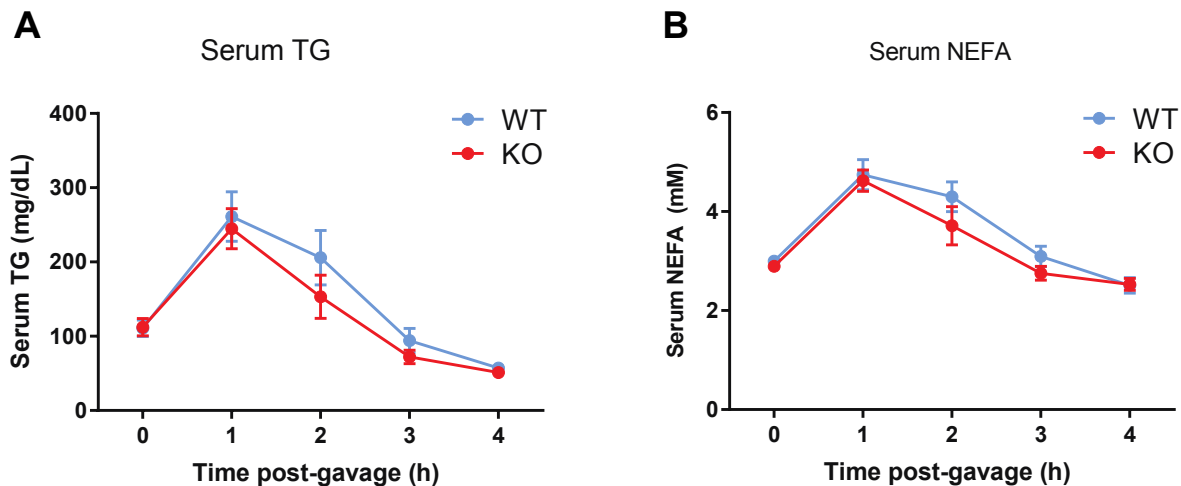 A
Serum TG
WT
KO
Serum TG (mg/dL)
400
300
200
100
0
0 1 2 3 4
Time post-gavage (h)
B
Serum NEFA
WT
KO
Serum NEFA (mM)
6
4
2
0
0 1 2 3 4
Time post-gavage (h)